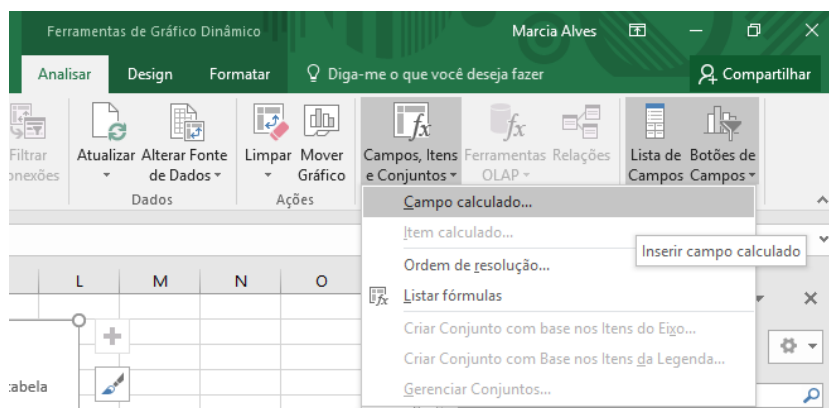 Ferramentas de Gráfico Dinâmico
Marcia Alves
Analisar Design Formatar Diga-me o que você deseja fazer Compartilhar
Filtrar
Atualizar Alterar Fonte
de Dados
Limpar Mover
Gráfico
Campos, Itens
e Conjuntos
Ferramentas
OLAP
Relações
Lista de
Campos
Botões de
Campos
Dados
Ações
Campo calculado...
Item calculado...
Inserir campo calculado
Ordem de resolução...
Listar fórmulas
Criar Conjunto com base nos Itens do Eixo...
Criar Conjunto com Base nos Itens da Legenda...
Gerenciar Conjuntos...
L M N O